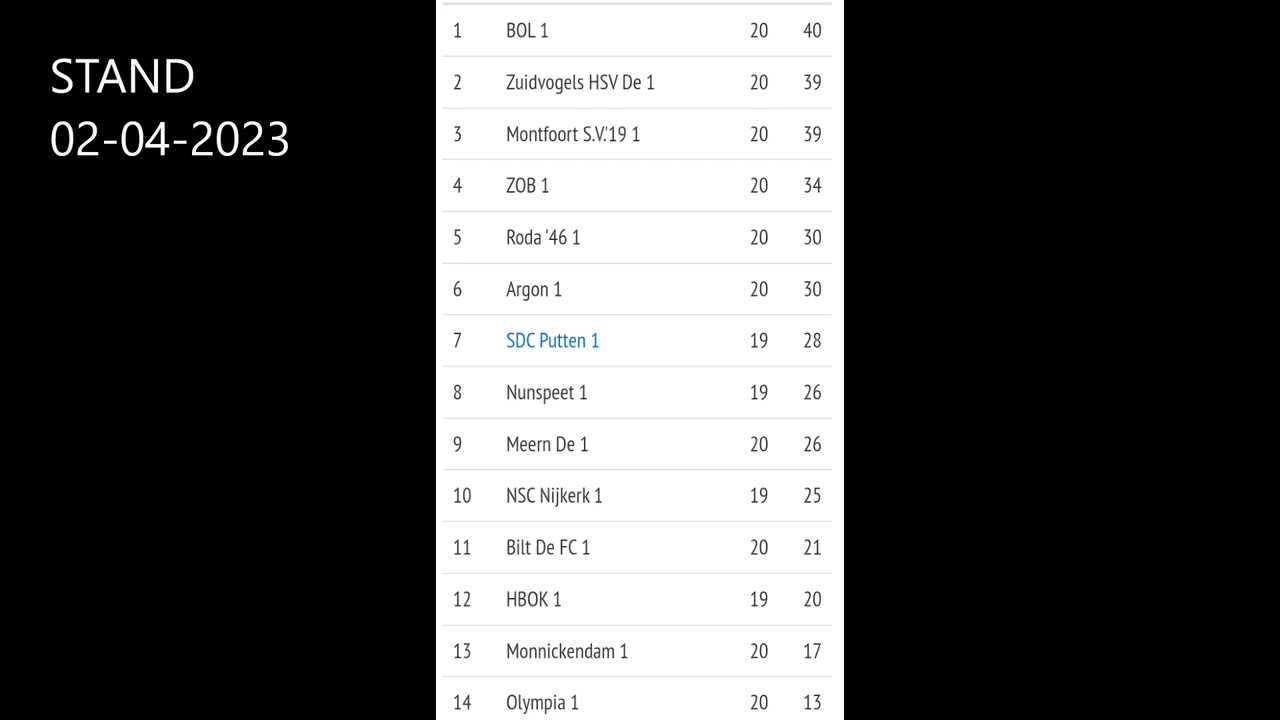 STAND
02-04-2023
1 BOL 1 20 40
2 Zuidvogels HSV De 1 20 39
3 Montfoort S.V.'19 1 20 39
4 ZOB 1 20 34
5 Roda '46 1 20 30
6 Argon 1 20 30
7 SDC Putten 1 19 28
8 Nunspeet 1 19 26
9 Meern De 1 20 26
10 NSC Nijkerk 1 19 25
11 Bilt De FC 1 20 21
12 HBOK 1 19 20
13 Monnickendam 1 20 17
14 Olympia 1 20 13